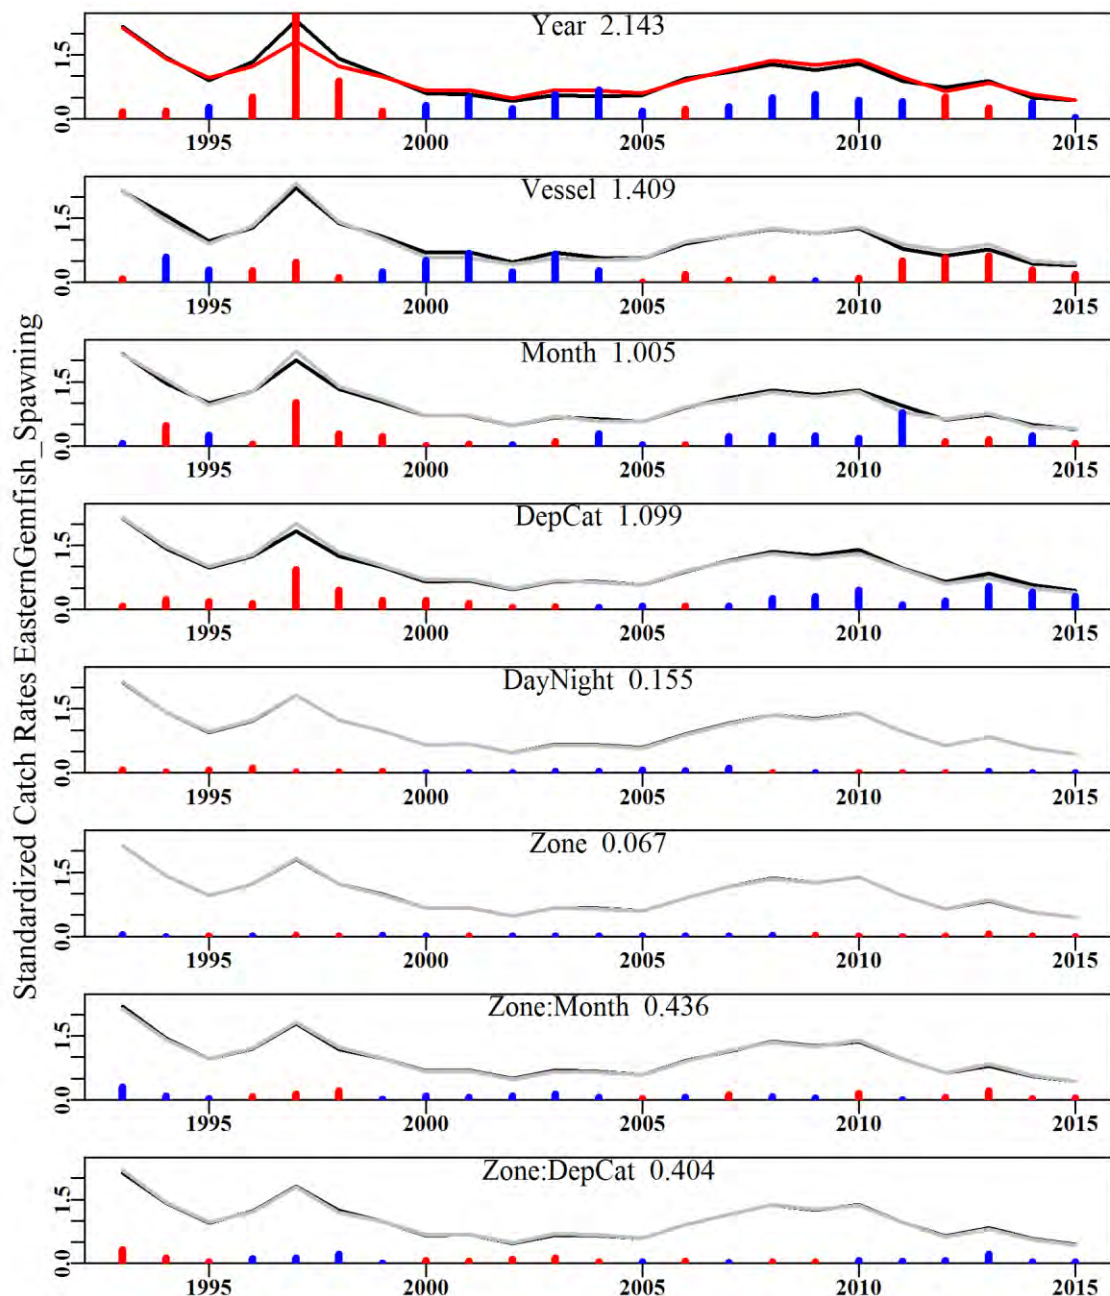 Standardized Catch Rates EasternGemfish_Spawning
Year 2.143
0.0 1.5
1995 2000 2005 2010 2015
Vessel 1.409
0.0 1.5
1995 2000 2005 2010 2015
Month 1.005
0.0 1.5
1995 2000 2005 2010 2015
DepCat 1.099
0.0 1.5
1995 2000 2005 2010 2015
DayNight 0.155
0.0 1.5
1995 2000 2005 2010 2015
Zone 0.067
0.0 1.5
1995 2000 2005 2010 2015
Zone:Month 0.436
0.0 1.5
1995 2000 2005 2010 2015
Zone:DepCat 0.404
0.0 1.5
1995 2000 2005 2010 2015